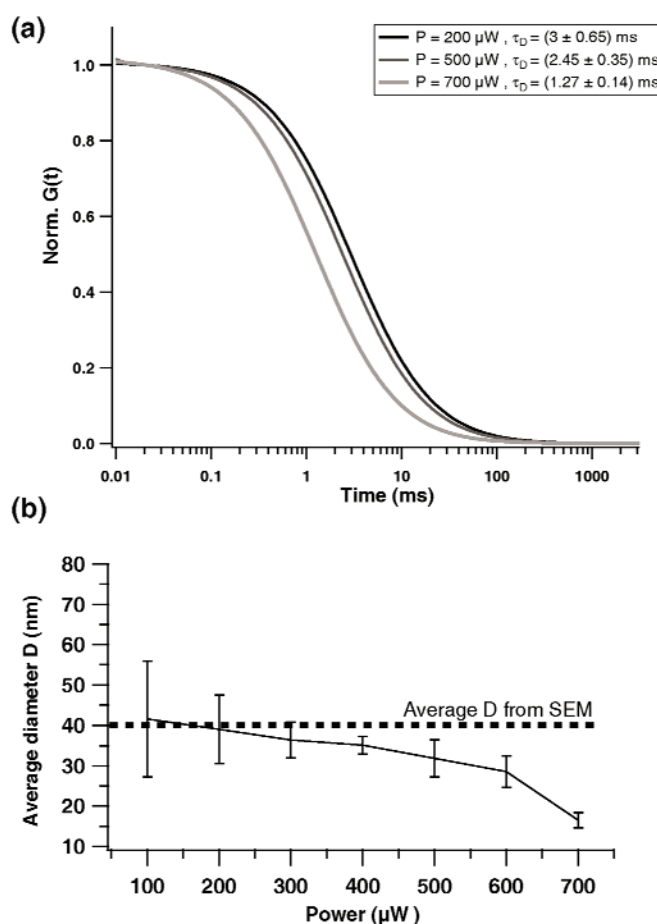 (a)
P = 200 µW , τD = (3 ± 0.65) ms
P = 500 µW , τD = (2.45 ± 0.35) ms
P = 700 µW , τD = (1.27 ± 0.14) ms
1.0
0.8
0.6
0.4
0.2
0.0
Norm. G(t)
0.01 0.1 1 10 100 1000
Time (ms)
(b)
80
70
60
50
40
30
20
10
Average diameter D (nm)
Average D from SEM
100 200 300 400 500 600 700
Power (µW )